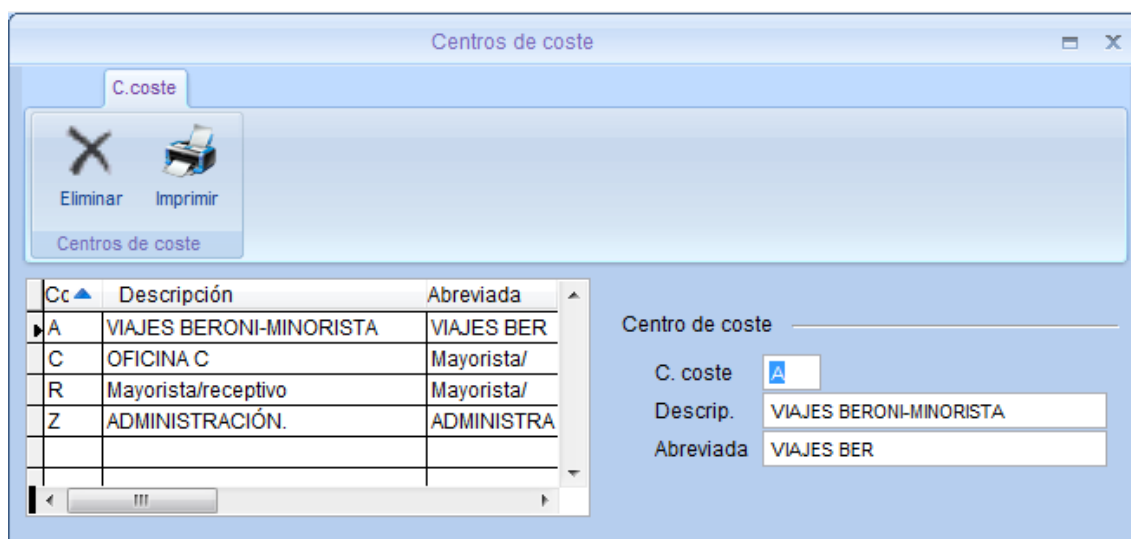 Centros de coste
C.coste
Eliminar Imprimir
Centros de coste
Cc Descripción Abreviada
A VIAJES BERONI-MINORISTA VIAJES BER
C OFICINA C Mayorista/
R Mayorista/receptivo Mayorista/
Z ADMINISTRACIÓN. ADMINISTRA
Centro de coste
C. coste A
Descrip. VIAJES BERONI-MINORISTA
Abreviada VIAJES BER